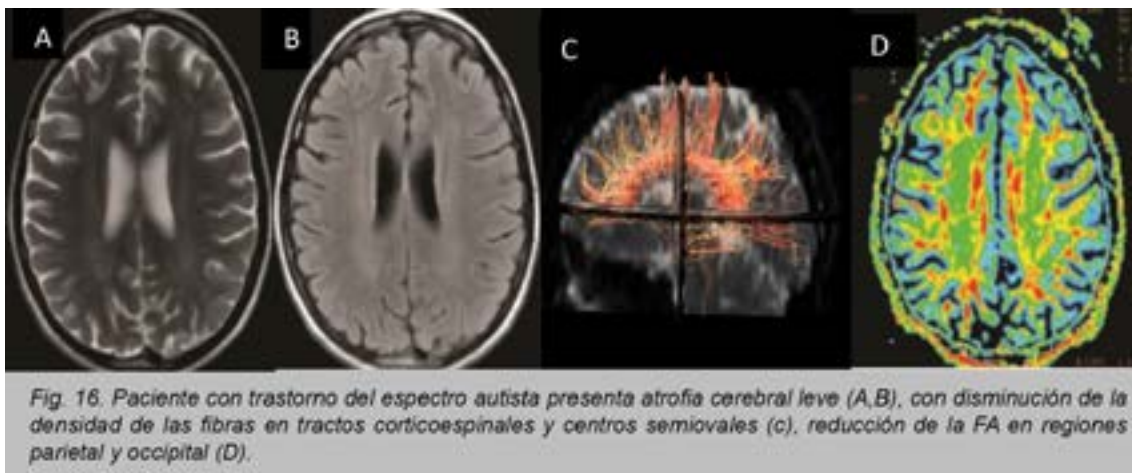 A B C D
Fig. 16. Paciente con trastorno del espectro autista presenta atrofia cerebral leve (A,B), con disminución de la
densidad de las fibras en tractos corticoespinales y centros semiovales (c), reducción de la FA en regiones
parietal y occipital (D).